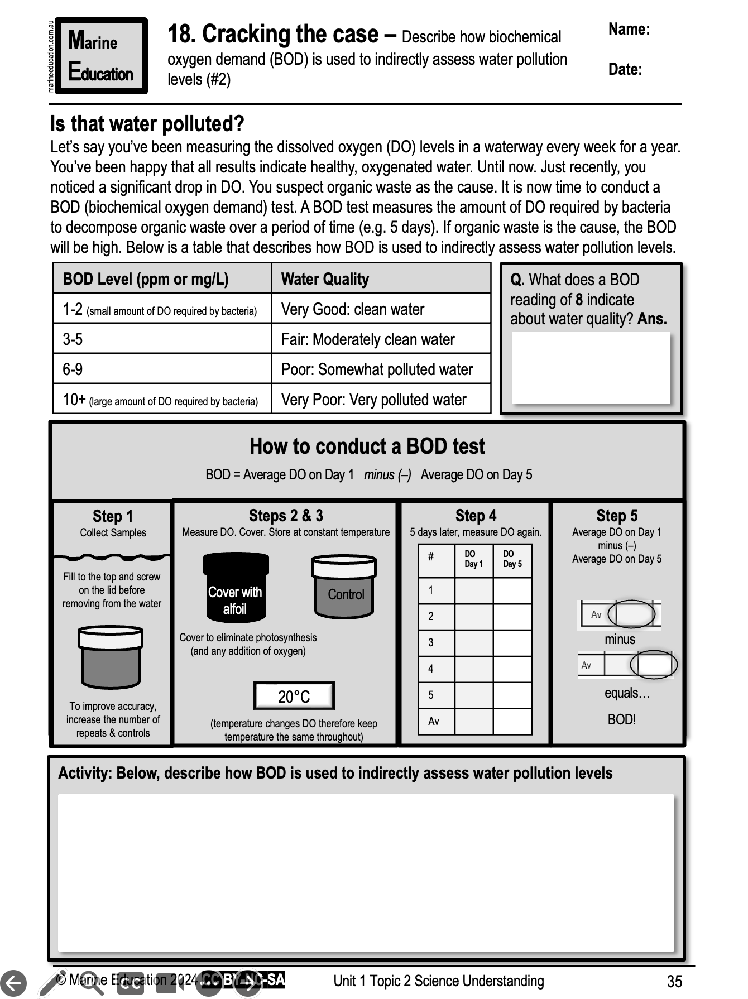 marineeducation.com.au
Marine
Education
18. Cracking the case – Describe how biochemical
oxygen demand (BOD) is used to indirectly assess water pollution
levels (#2)
Name:
Date:
Is that water polluted?
Let's say you've been measuring the dissolved oxygen (DO) levels in a waterway every week for a year.
You've been happy that all results indicate healthy, oxygenated water. Until now. Just recently, you
noticed a significant drop in DO. You suspect organic waste as the cause. It is now time to conduct a
BOD (biochemical oxygen demand) test. A BOD test measures the amount of DO required by bacteria
to decompose organic waste over a period of time (e.g. 5 days). If organic waste is the cause, the BOD
will be high. Below is a table that describes how BOD is used to indirectly assess water pollution levels.
BOD Level (ppm or mg/L) Water Quality
1-2 (small amount of DO required by bacteria) Very Good: clean water
3-5 Fair: Moderately clean water
6-9 Poor: Somewhat polluted water
10+ (large amount of DO required by bacteria) Very Poor: Very polluted water
Q. What does a BOD
reading of 8 indicate
about water quality? Ans.
How to conduct a BOD test
BOD = Average DO on Day 1 minus (–) Average DO on Day 5
Step 1
Collect Samples
Fill to the top and screw
on the lid before
removing from the water
To improve accuracy,
increase the number of
repeats & controls
Steps 2 & 3
Measure DO. Cover. Store at constant temperature
Cover with
alfoil
Control
Cover to eliminate photosynthesis
(and any addition of oxygen)
20°C
(temperature changes DO therefore keep
temperature the same throughout)
Step 4
5 days later, measure DO again.
# DO Day 1 DO Day 5
1
2
3
4
5
Av
Step 5
Average DO on Day 1
minus (–)
Average DO on Day 5
Av
minus
Av
equals…
BOD!
Activity: Below, describe how BOD is used to indirectly assess water pollution levels
© Marine Education 2024 CC BY-NC-SA
CC
Unit 1 Topic 2 Science Understanding
35